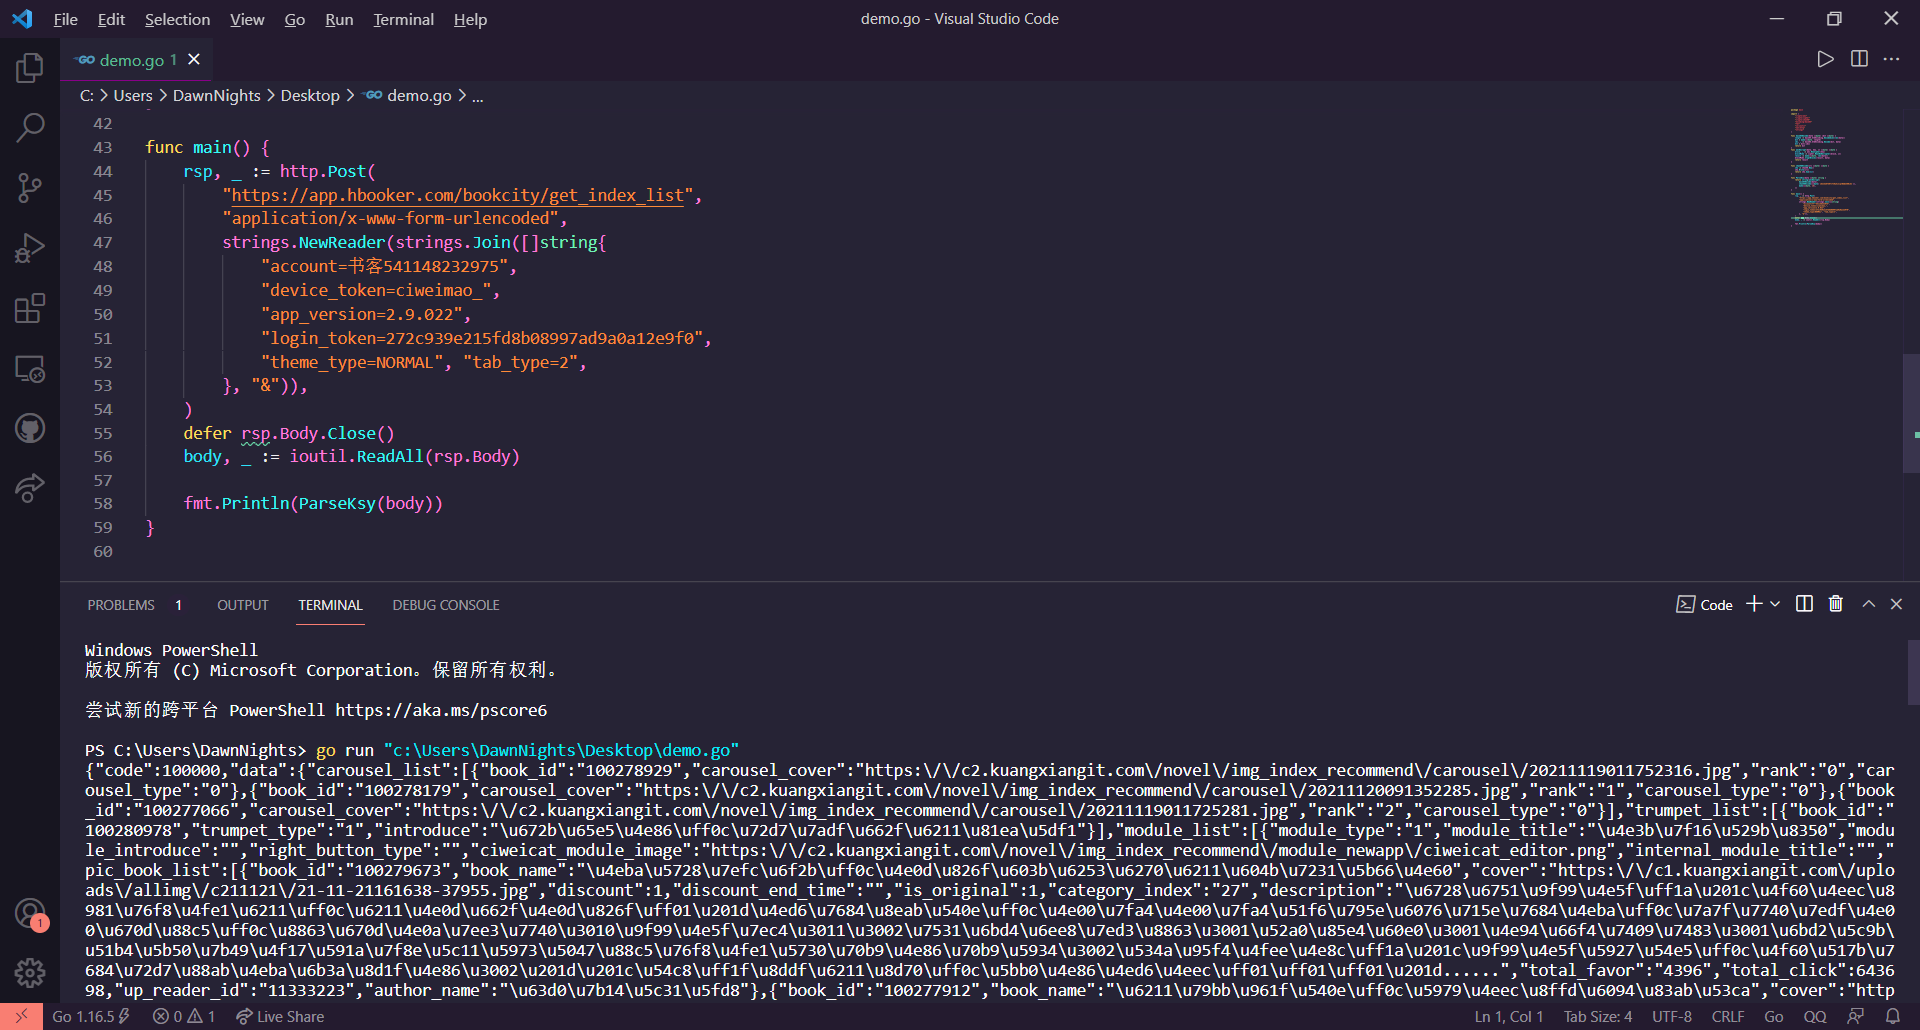 File Edit Selection View Go Run Terminal Help demo.go - Visual Studio Code
GO demo.go 1
C: > Users > DawnNights > Desktop > GO demo.go > ...
42
43 func main() {
44 rsp, _ := http.Post(
45 "https://app.hbooker.com/bookcity/get_index_list",
46 "application/x-www-form-urlencoded",
47 strings.NewReader(strings.Join([]string{
48 "account=书客541148232975",
49 "device_token=ciweimao_",
50 "app_version=2.9.022",
51 "login_token=272c939e215fd8b08997ad9a0a12e9f0",
52 "theme_type=NORMAL", "tab_type=2",
53 }, "&")),
54 )
55 defer rsp.Body.Close()
56 body, _ := ioutil.ReadAll(rsp.Body)
57
58 fmt.Println(ParseKsy(body))
59 }
60
PROBLEMS 1 OUTPUT TERMINAL DEBUG CONSOLE Code
Windows PowerShell
版权所有 (C) Microsoft Corporation。保留所有权利。
尝试新的跨平台 PowerShell https://aka.ms/pscore6
PS C:\Users\DawnNights> go run "c:\Users\DawnNights\Desktop\demo.go"
{"code":100000,"data":{"carousel_list":[{"book_id":"100278929","carousel_cover":"https:\/\/c2.kuangxiangit.com\/novel\/img_index_recommend\/carousel\/20211119011752316.jpg","rank":"0","car
ousel_type":"0"},{"book_id":"100278179","carousel_cover":"https:\/\/c2.kuangxiangit.com\/novel\/img_index_recommend\/carousel\/20211120091352285.jpg","rank":"1","carousel_type":"0"},{"book
_id":"100277066","carousel_cover":"https:\/\/c2.kuangxiangit.com\/novel\/img_index_recommend\/carousel\/20211119011725281.jpg","rank":"2","carousel_type":"0"}],"trumpet_list":[{"book_id":"
100280978","trumpet_type":"1","introduce":"\u672b\u65e5\u4e86\uff0c\u72d7\u7adf\u662f\u6211\u81ea\u5df1"}],"module_list":[{"module_type":"1","module_title":"\u4e3b\u7f16\u529b\u8350","modu
le_introduce":"","right_button_type":"","ciweicat_module_image":"https:\/\/c2.kuangxiangit.com\/novel\/img_index_recommend\/module_newapp\/ciweicat_editor.png","internal_module_title":"","
pic_book_list":[{"book_id":"100279673","book_name":"\u4eba\u5728\u7efc\u6f2b\uff0c\u4e0d\u826f\u603b\u6253\u6270\u6211\u604b\u7231\u5b66\u4e60","cover":"https:\/\/c1.kuangxiangit.com\/uplo
ads\/allimg\/c211121\/21-11-21161638-37955.jpg","discount":1,"discount_end_time":"","is_original":1,"category_index":"27","description":"\u6728\u6751\u9f99\u4e5f\uff1a\u201c\u4f60\u4eec\u8
981\u76f8\u4fe1\u6211\uff0c\u6211\u4e0d\u662f\u4e0d\u826f\uff01\u201d\u4ed6\u7684\u8eab\u540e\uff0c\u4e00\u7fa4\u4e00\u7fa4\u51f6\u795e\u6076\u715e\u7684\u4eba\uff0c\u7a7f\u7740\u7edf\u4e0
0\u670d\u88c5\uff0c\u8863\u670d\u4e0a\u7ee3\u7740\u3010\u9f99\u4e5f\u7ec4\u3011\u3002\u7531\u6bd4\u6ee8\u7ed3\u8863\u3001\u52a0\u85e4\u60e0\u3001\u4e94\u66f4\u7409\u7483\u3001\u6bd2\u5c9b\
u51b4\u5b50\u7b49\u4f17\u591a\u7f8e\u5c11\u5973\u5047\u88c5\u76f8\u4fe1\u5730\u70b9\u4e86\u70b9\u5934\u3002\u534a\u95f4\u4fee\u4e8c\uff1a\u201c\u9f99\u4e5f\u5927\u54e5\uff0c\u4f60\u517b\u7
684\u72d7\u88ab\u4eba\u6b3a\u8d1f\u4e86\u3002\u201d\u201c\u54c8\uff1f\u8ddf\u6211\u8d70\uff0c\u5bb0\u4e86\u4ed6\u4eec\uff01\uff01\uff01\u201d......","total_favor":"4396","total_click":6436
98,"up_reader_id":"11333223","author_name":"\u63d0\u7b14\u5c31\u5fd8"},{"book_id":"100277912","book_name":"\u6211\u79bb\u961f\u540e\uff0c\u5979\u4eec\u8ffd\u6094\u83ab\u53ca","cover":"http
1
Go 1.16.5 0 1 Live Share Ln 1, Col 1 Tab Size: 4 UTF-8 CRLF Go QQ